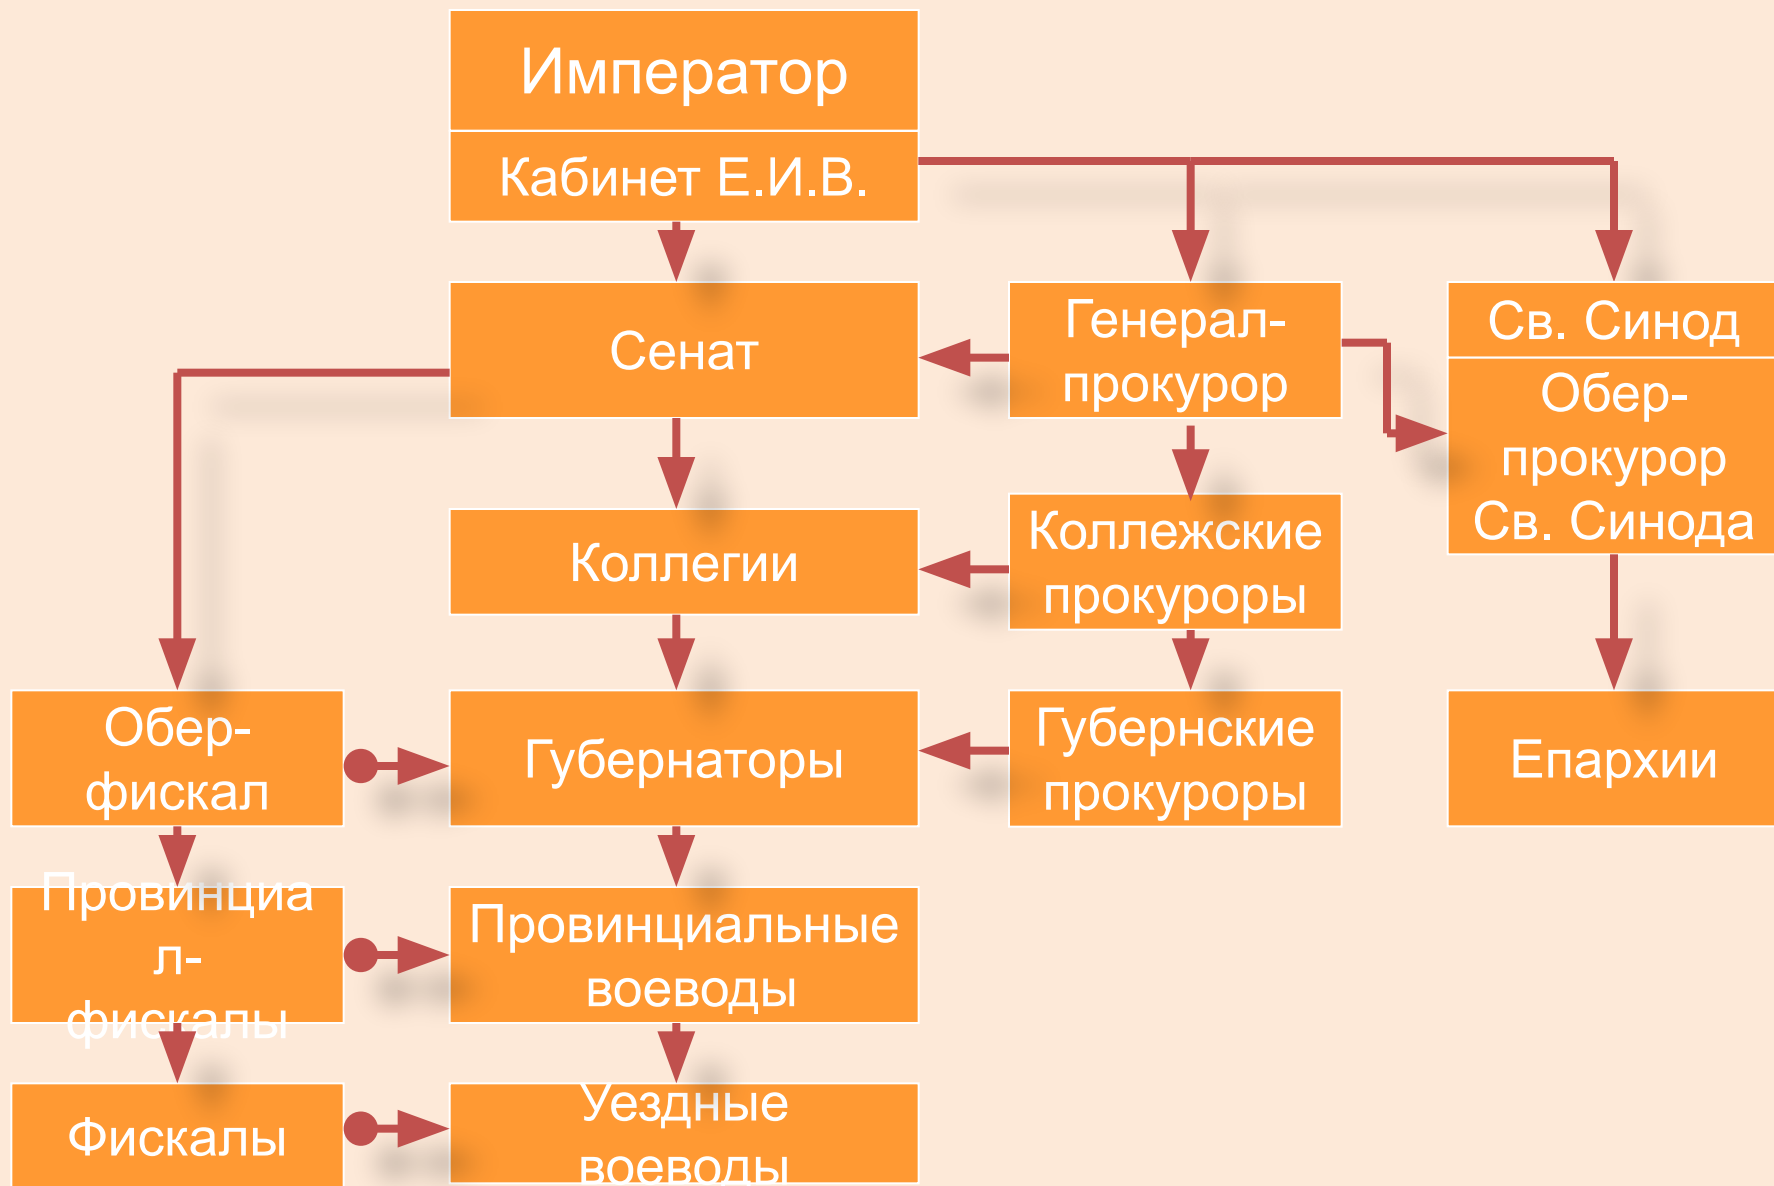 Император
Кабинет Е.И.В.
Сенат
Генерал-
прокурор
Св. Синод
Обер-
прокурор
Св. Синода
Коллегии
Коллежские
прокуроры
Обер-
фискал
Губернаторы
Губернские
прокуроры
Епархии
Провинциа
л-
фискалы
Провинциальные
воеводы
Фискалы
Уездные
воеводы